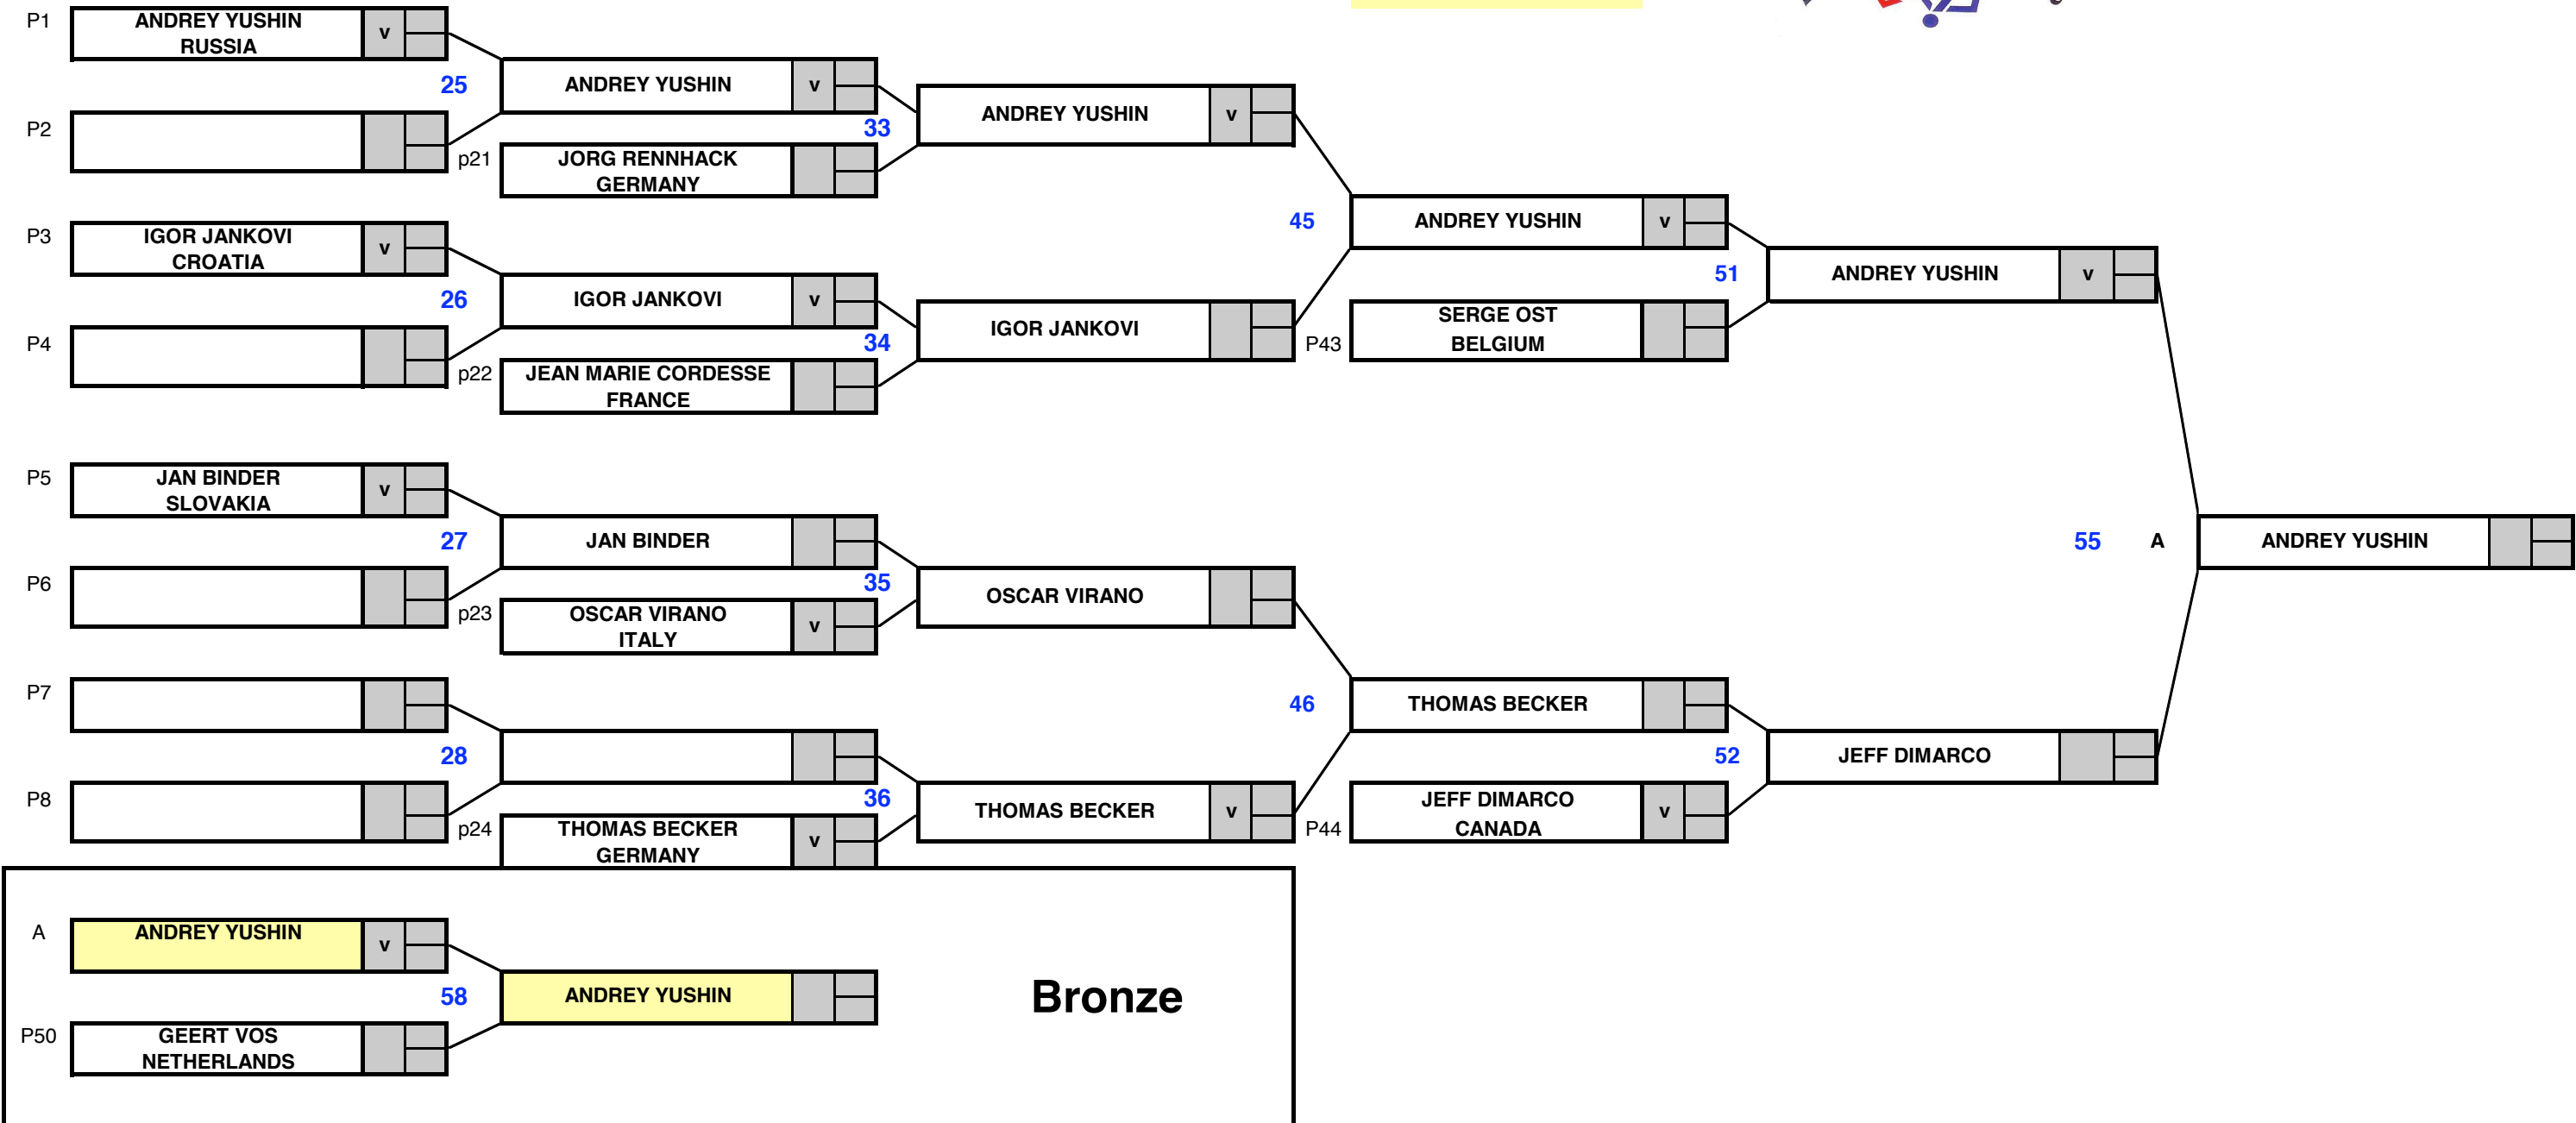 P1
ANDREY YUSHIN
RUSSIA
v
25
ANDREY YUSHIN
v
P2
33
ANDREY YUSHIN
v
p21
JORG RENNHACK
GERMANY
45
ANDREY YUSHIN
v
P3
IGOR JANKOVI
CROATIA
v
51
ANDREY YUSHIN
v
26
IGOR JANKOVI
v
IGOR JANKOVI
P43
SERGE OST
BELGIUM
P4
34
p22
JEAN MARIE CORDESSE
FRANCE
P5
JAN BINDER
SLOVAKIA
v
27
JAN BINDER
55
A
ANDREY YUSHIN
P6
35
OSCAR VIRANO
p23
OSCAR VIRANO
ITALY
v
P7
46
THOMAS BECKER
28
52
JEFF DIMARCO
P8
36
THOMAS BECKER
v
P44
JEFF DIMARCO
CANADA
v
p24
THOMAS BECKER
GERMANY
v
A
ANDREY YUSHIN
v
58
ANDREY YUSHIN
Bronze
P50
GEERT VOS
NETHERLANDS